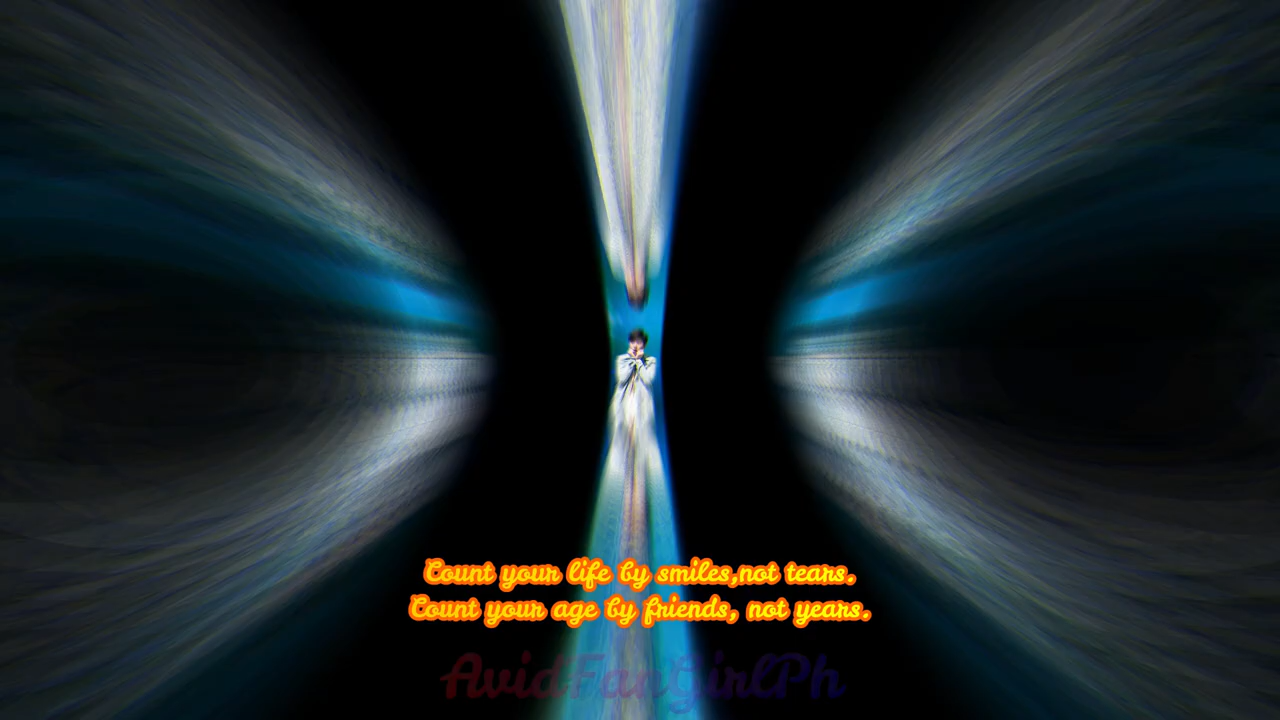 Count your life by smiles,not tears.
Count your age by friends, not years.
AvidFanGirlPh